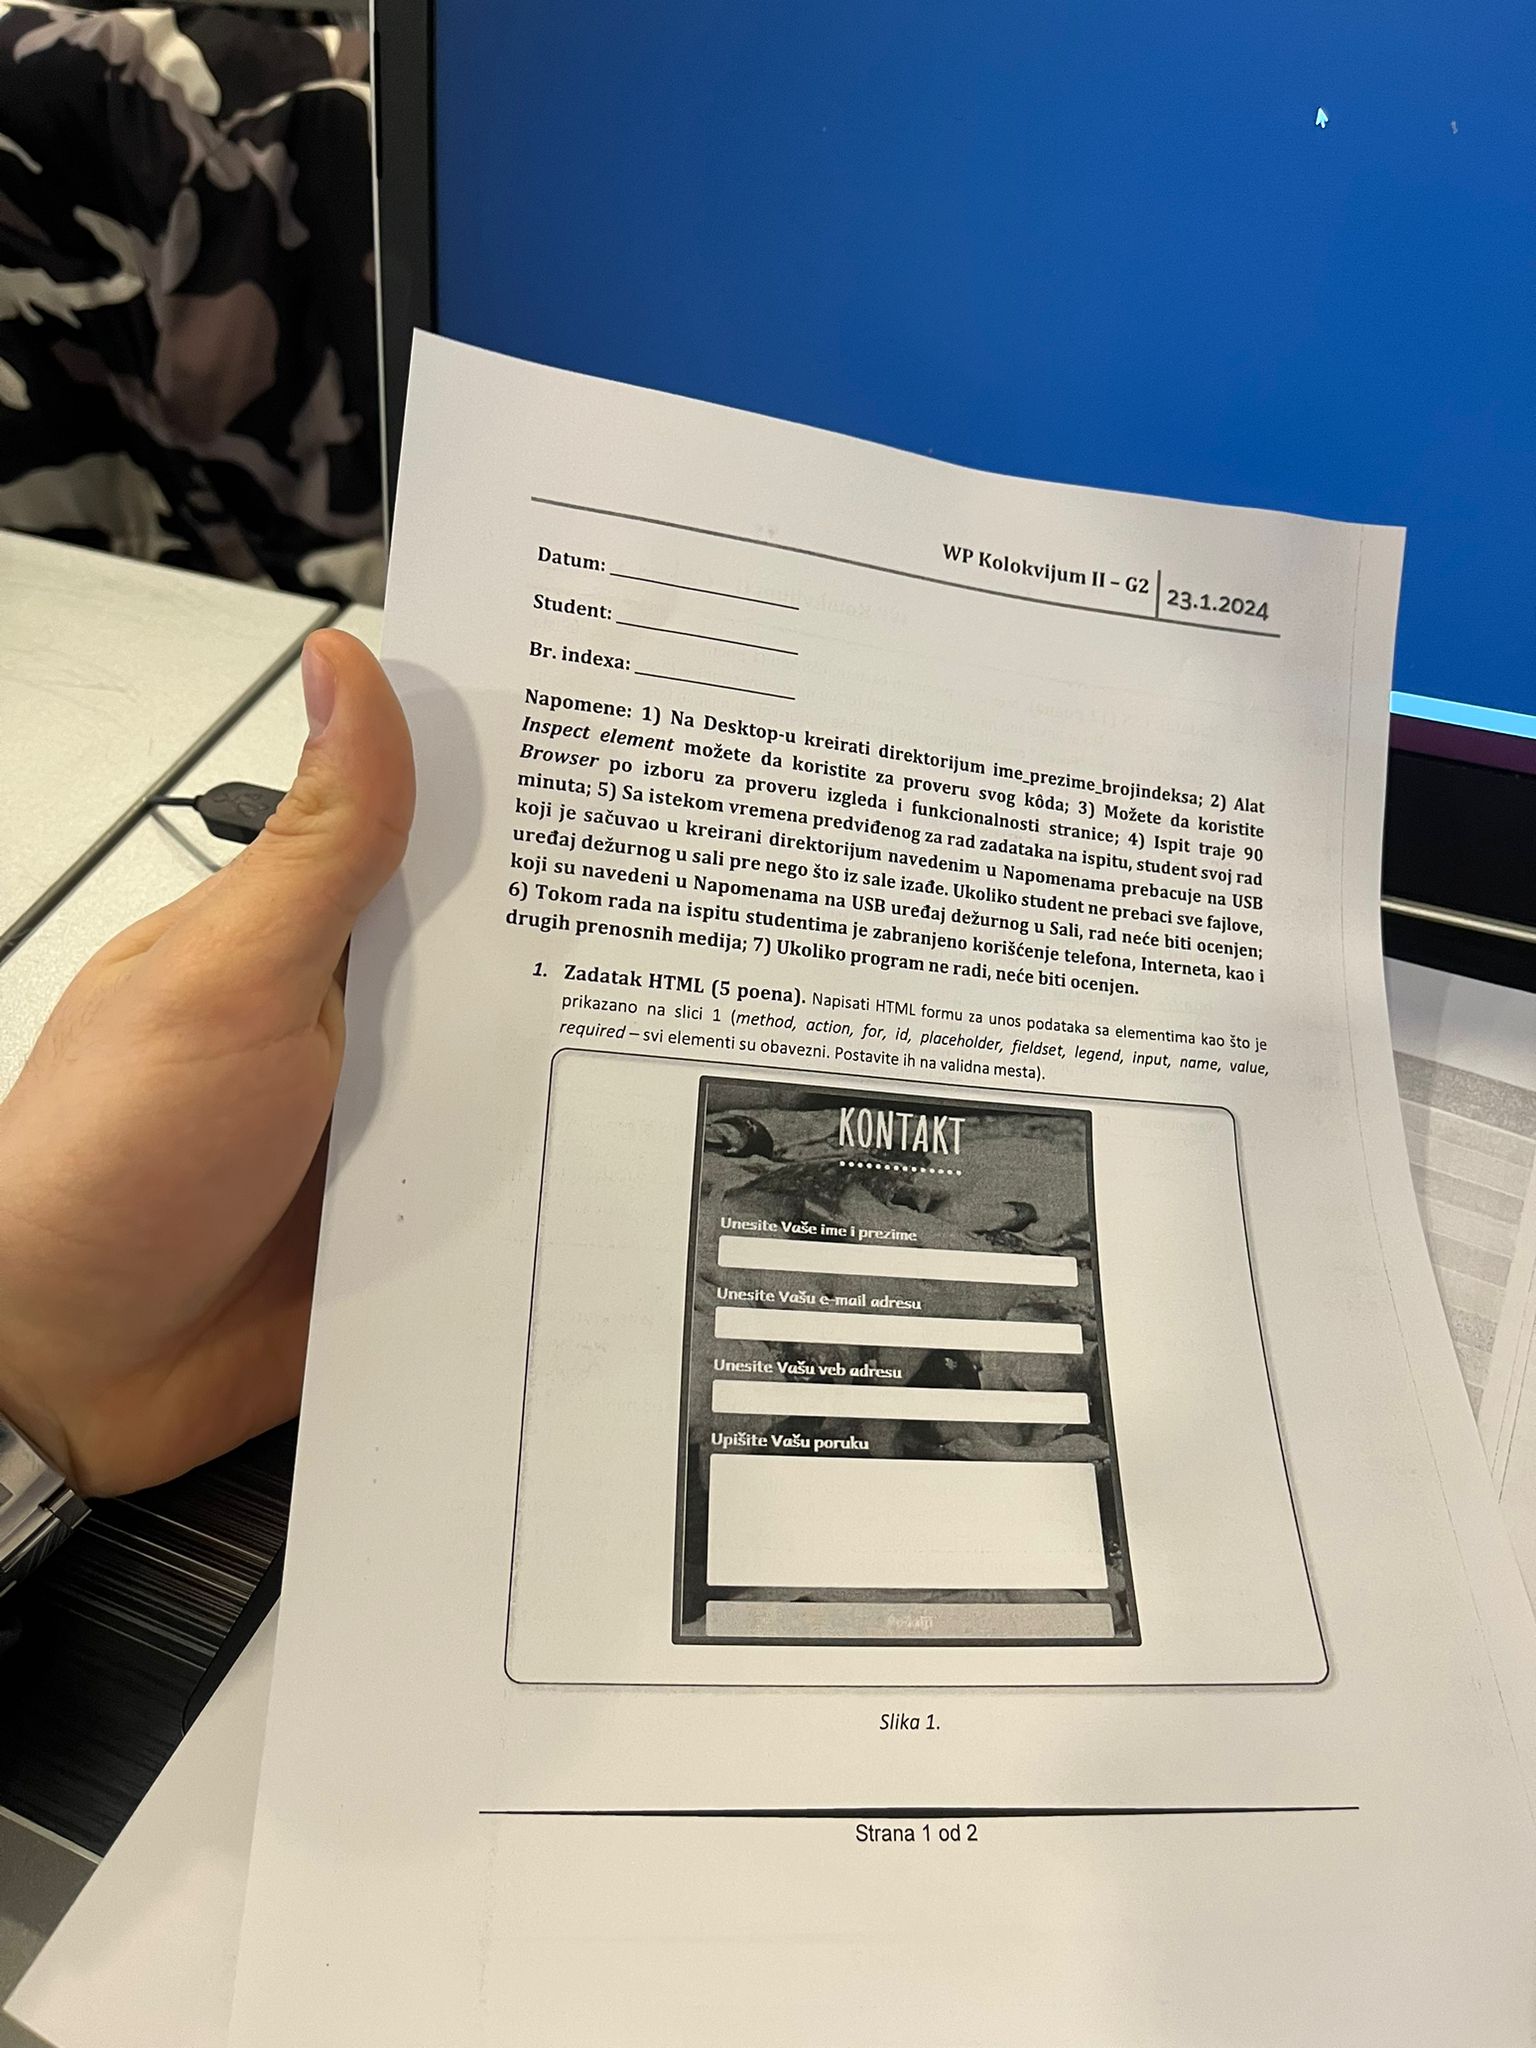 WP Kolokvijum II – G2 23.1.2024
Datum:
Student:
Br. indexa:
Napomene: 1) Na Desktop-u kreirati direktorijum ime_prezime_brojindeksa; 2) Alat
Inspect element možete da koristite za proveru svog kôda; 3) Možete da koristite
Browser po izboru za proveru izgleda i funkcionalnosti stranice; 4) Ispit traje 90
minuta; 5) Sa istekom vremena predviđenog za rad zadataka na ispitu, student svoj rad
koji je sačuvao u kreirani direktorijum navedenim u Napomenama prebacuje na USB
uređaj dežurnog u sali pre nego što iz sale izađe. Ukoliko student ne prebaci sve fajlove,
koji su navedeni u Napomenama na USB uređaj dežurnog u Sali, rad neće biti ocenjen;
6) Tokom rada na ispitu studentima je zabranjeno korišćenje telefona, Interneta, kao i
drugih prenosnih medija; 7) Ukoliko program ne radi, neće biti ocenjen.
1. Zadatak HTML (5 poena). Napisati HTML formu za unos podataka sa elementima kao što je
prikazano na slici 1 (method, action, for, id, placeholder, fieldset, legend, input, name, value,
required – svi elementi su obavezni. Postavite ih na validna mesta).
KONTAKT
Unesite Vaše ime i prezime
Unesite Vašu e-mail adresu
Unesite Vašu veb adresu
Upišite Vašu poruku
Slika 1.
Strana 1 od 2